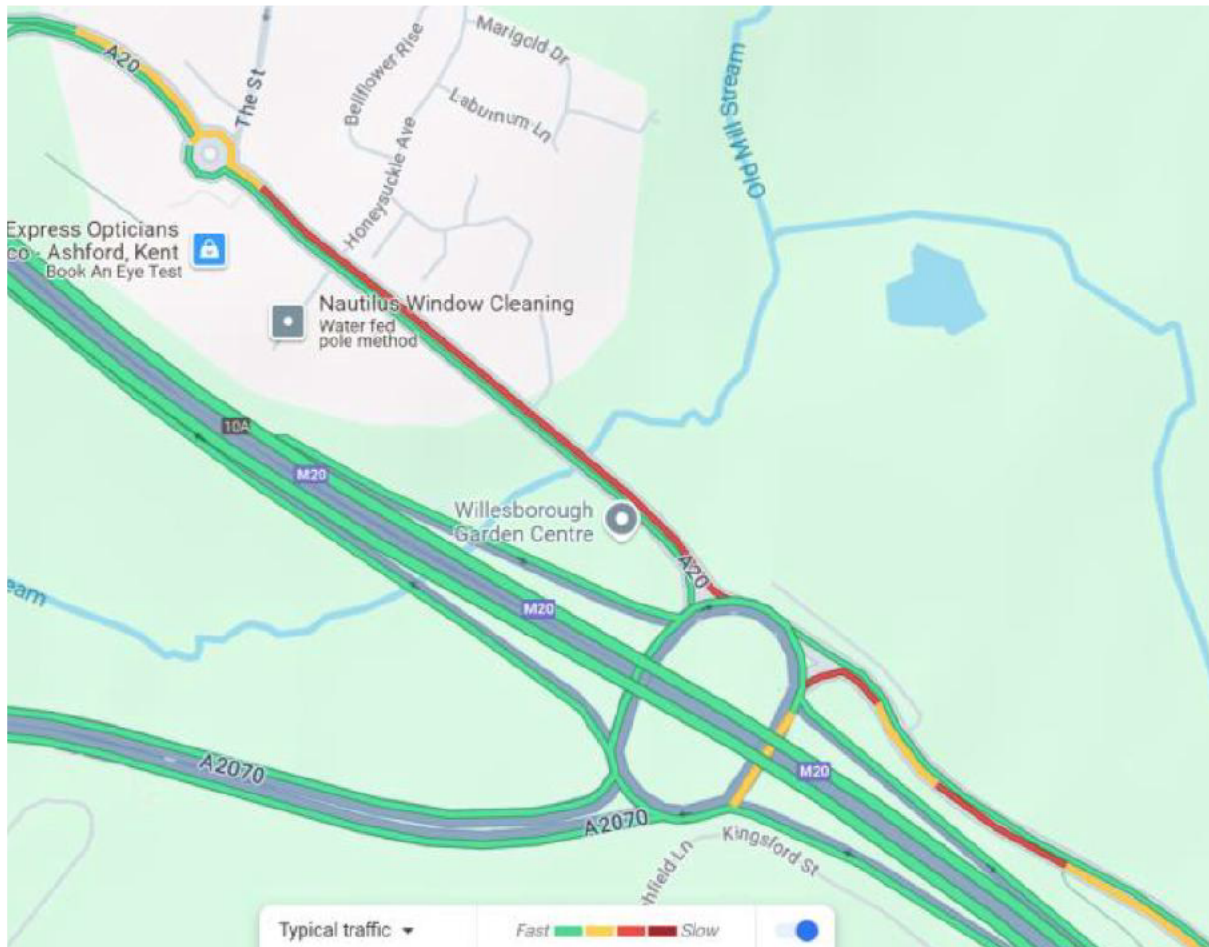 Marigold Dr
A20
The St
Bellflower Rise
Laburnum Ln
Old Mill Stream
Honeysuckle Ave
Express Opticians
co - Ashford, Kent
Book An Eye Test
Nautilus Window Cleaning
Water fed
pole method
10A
M20
Willesborough
Garden Centre
A20
eam
M20
A2070
M20
A2070
Kingsford St
hfield Ln
Typical traffic
Fast
Slow